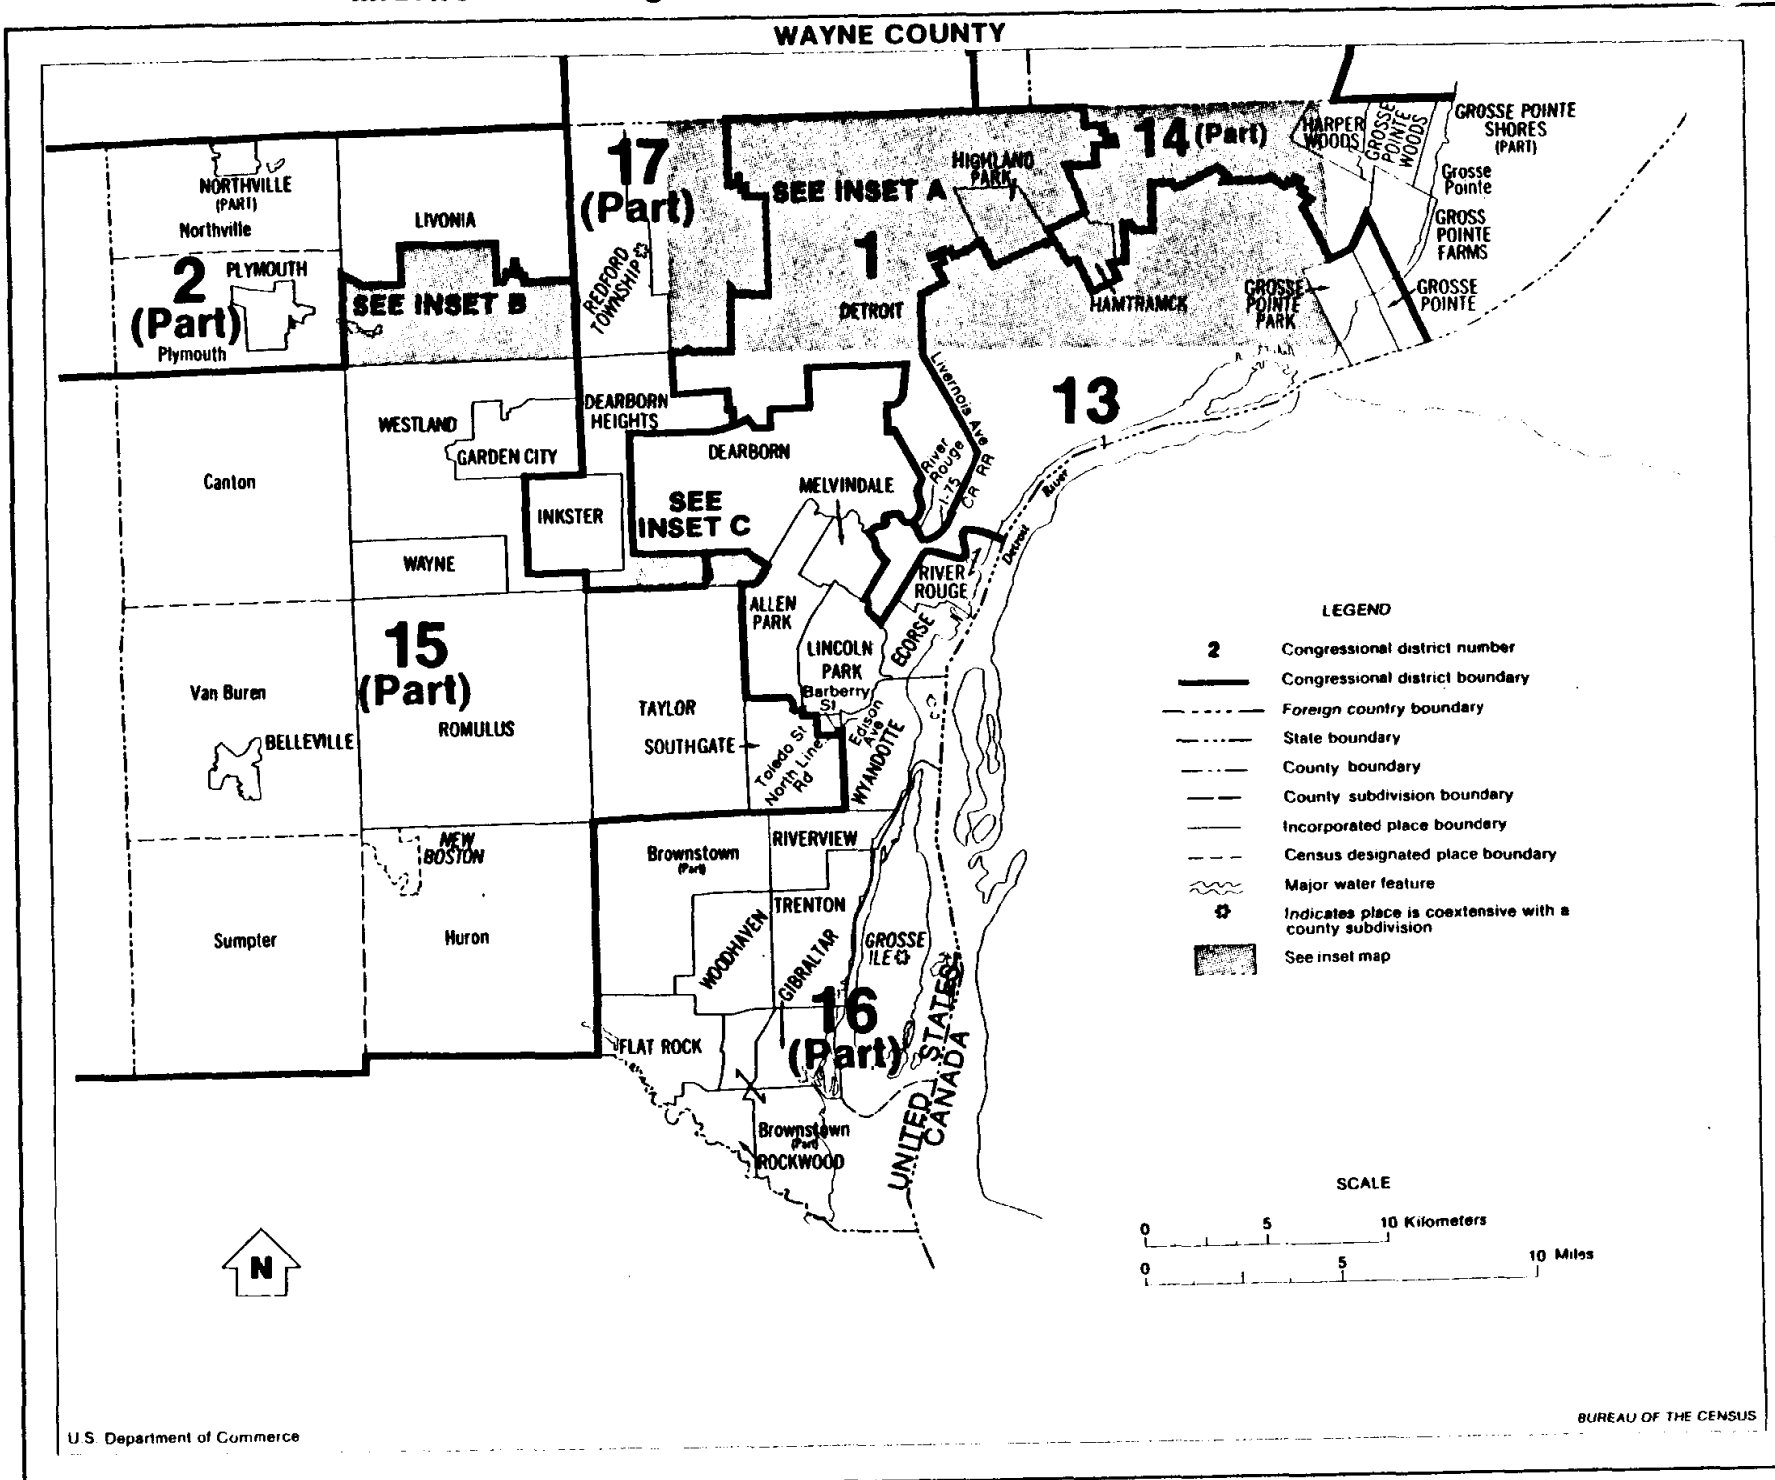 WAYNE COUNTY
17
(Part)
14 (Part)
HARPER
WOODS
GROSSE
POINTE
WOODS
GROSSE POINTE
SHORES
(PART)
Grosse
Pointe
GROSS
POINTE
FARMS
NORTHVILLE
(PART)
Northville
LIVONIA
HIGHLAND
PARK
SEE INSET A
1
DETROIT
REDFORD
TOWNSHIP
2
(Part)
PLYMOUTH
Plymouth
SEE INSET B
HAMTRAMCK
GROSSE
POINTE
PARK
GROSSE
POINTE
13
Livernois Ave
River
Rouge
I-75
CR RR
River
Detroit
WESTLAND
GARDEN CITY
DEARBORN
HEIGHTS
DEARBORN
Canton
MELVINDALE
SEE
INSET C
INKSTER
WAYNE
RIVER
ROUGE
ALLEN
PARK
ECORSE
LINCOLN
PARK
15
(Part)
Van Buren
BELLEVILLE
ROMULUS
TAYLOR
SOUTHGATE
Barberry
St
Toledo St
North Line
Rd
Edison
Ave
WYANDOTTE
NEW
BOSTON
Brownstown
(Part)
RIVERVIEW
TRENTON
WOODHAVEN
GIBRALTAR
GROSSE
ILE
Sumpter
Huron
16
(Part)
FLAT ROCK
Brownstown
(Part)
ROCKWOOD
UNITED STATES
CANADA
LEGEND
2 Congressional district number
Congressional district boundary
Foreign country boundary
State boundary
County boundary
County subdivision boundary
Incorporated place boundary
Census designated place boundary
Major water feature
Indicates place is coextensive with a
county subdivision
See inset map
SCALE
0 5 10 Kilometers
0 5 10 Miles
N
U.S. Department of Commerce
BUREAU OF THE CENSUS